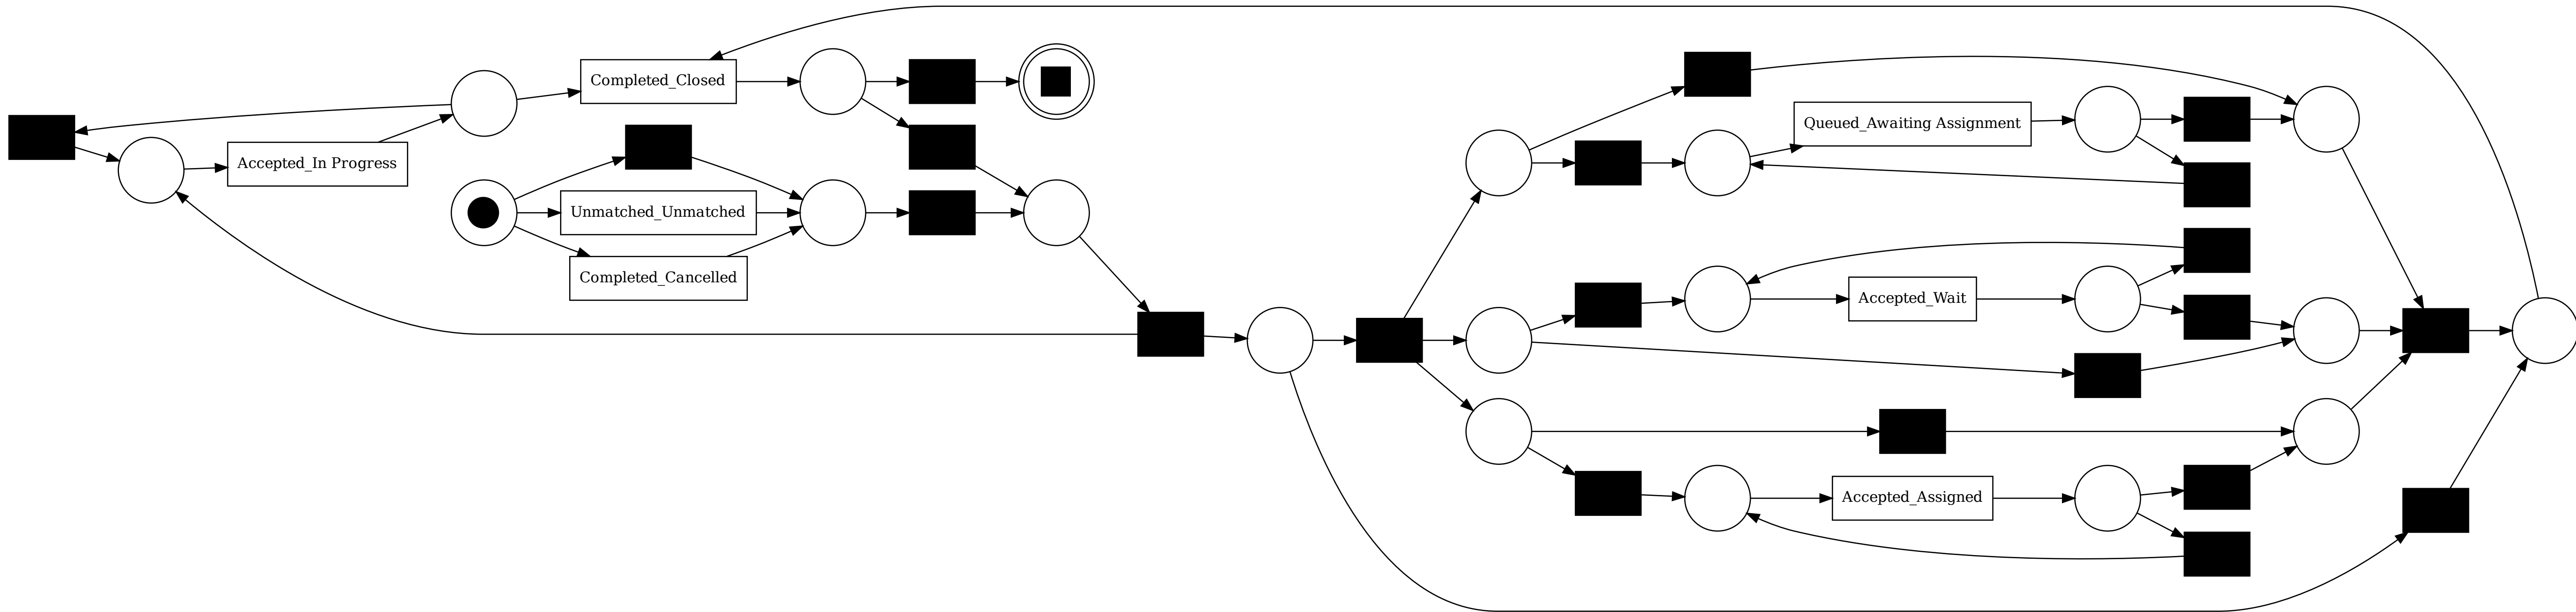 Completed_Closed
Queued_Awaiting Assignment
Accepted_In Progress
Unmatched_Unmatched
Completed_Cancelled
Accepted_Wait
Accepted_Assigned